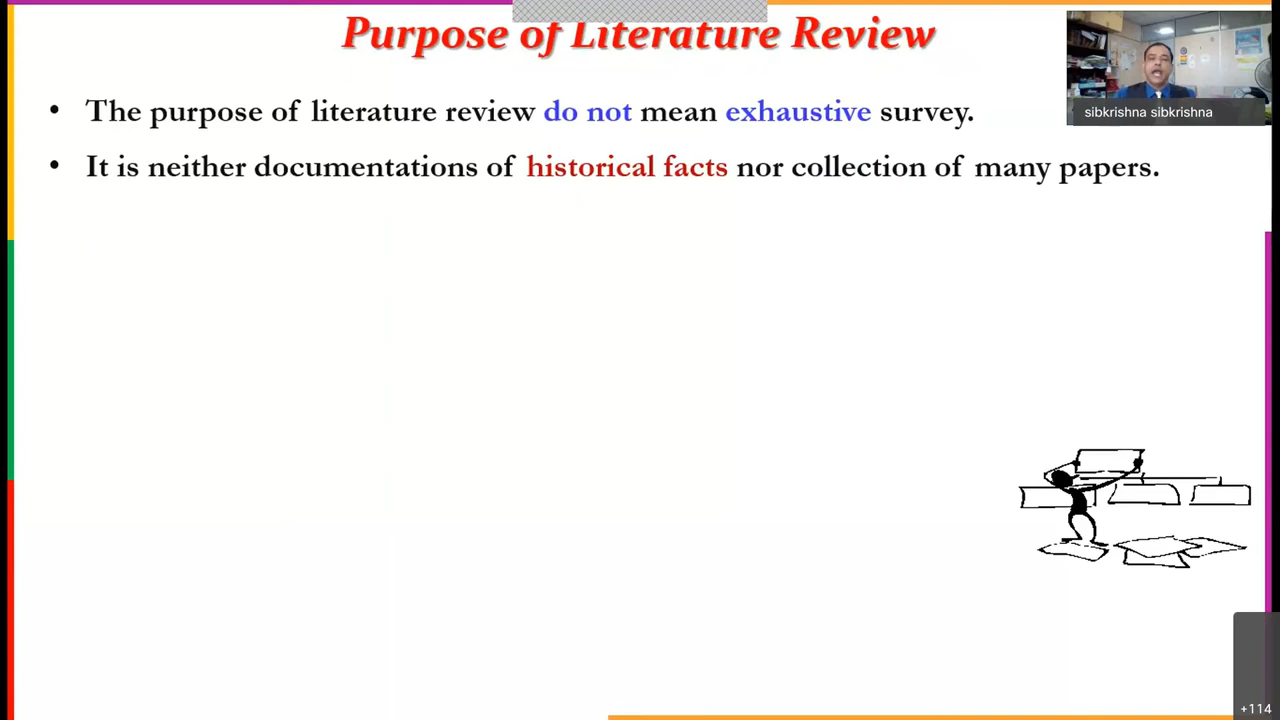 Purpose of Literature Review
sibkrishna sibkrishna
• The purpose of literature review do not mean exhaustive survey.
• It is neither documentations of historical facts nor collection of many papers.
+114